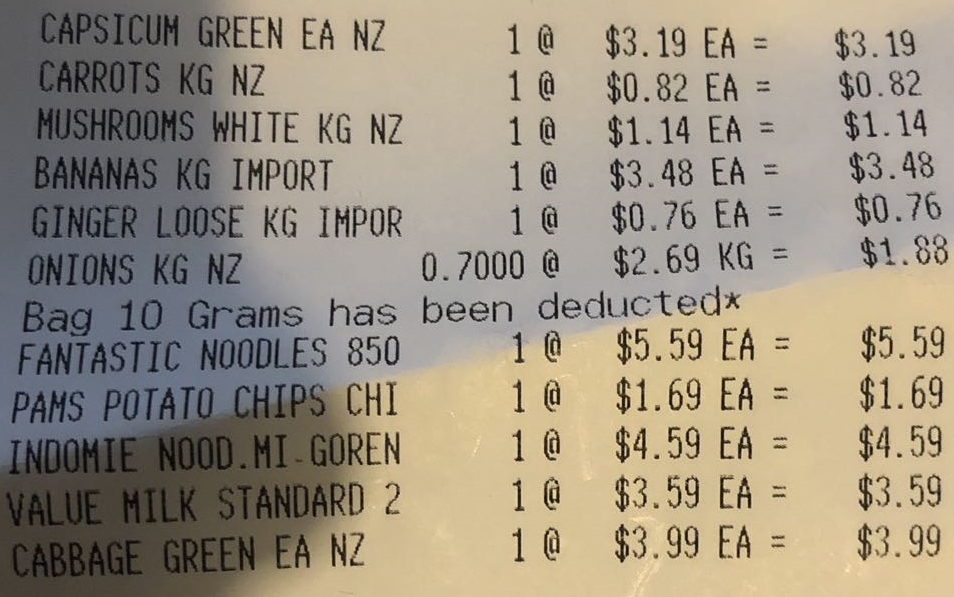 CAPSICUM GREEN EA NZ 1 @ $3.19 EA = $3.19
CARROTS KG NZ 1 @ $0.82 EA = $0.82
MUSHROOMS WHITE KG NZ 1 @ $1.14 EA = $1.14
BANANAS KG IMPORT 1 @ $3.48 EA = $3.48
GINGER LOOSE KG IMPOR 1 @ $0.76 EA = $0.76
ONIONS KG NZ 0.7000 @ $2.69 KG = $1.88
Bag 10 Grams has been deducted*
FANTASTIC NOODLES 850 1 @ $5.59 EA = $5.59
PAMS POTATO CHIPS CHI 1 @ $1.69 EA = $1.69
INDOMIE NOOD.MI-GOREN 1 @ $4.59 EA = $4.59
VALUE MILK STANDARD 2 1 @ $3.59 EA = $3.59
CABBAGE GREEN EA NZ 1 @ $3.99 EA = $3.99